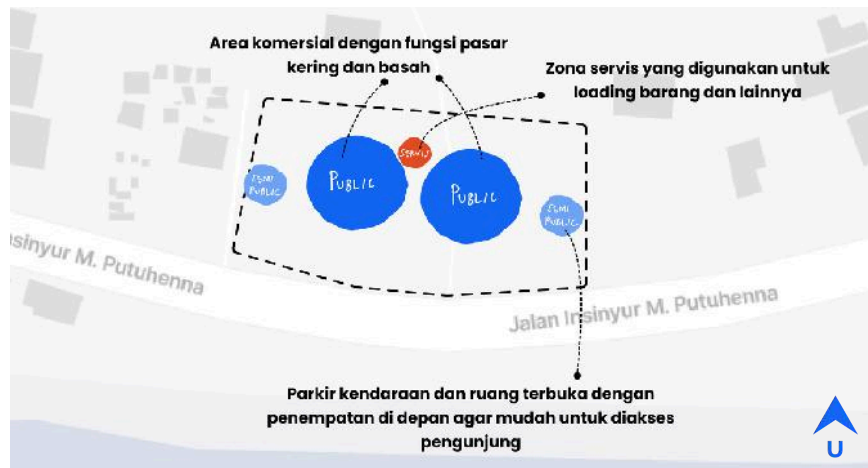 Area komersial dengan fungsi pasar
kering dan basah
Zona servis yang digunakan untuk
loading barang dan lainnya
SERVIS
PUBLIC
PUBLIC
SEMI
PUBLIC
SEMI
PUBLIC
nsinyur M. Putuhenna
Jalan Insinyur M. Putuhenna
Parkir kendaraan dan ruang terbuka dengan
penempatan di depan agar mudah untuk diakses
pengunjung
U